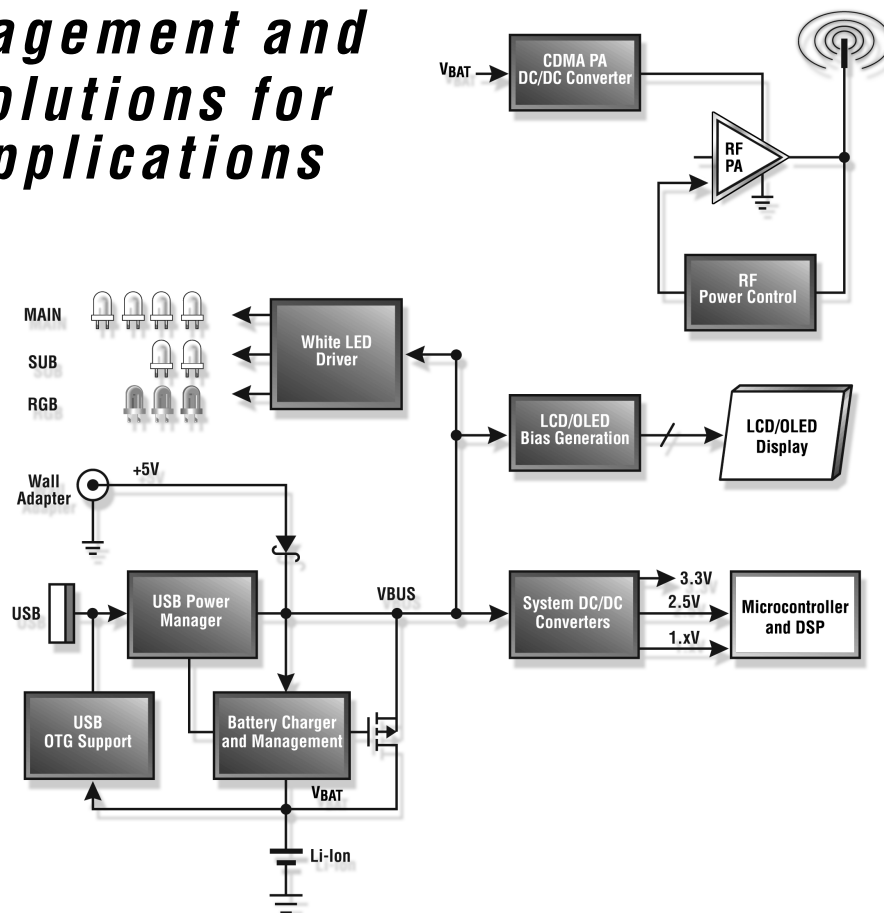 agement and
olutions for
pplications
VBAT
CDMA PA
DC/DC Converter
RF
PA
RF
Power Control
MAIN
SUB
RGB
White LED
Driver
LCD/OLED
Bias Generation
LCD/OLED
Display
Wall
Adapter
+5V
USB
USB Power
Manager
VBUS
System DC/DC
Converters
3.3V
2.5V
1.xV
Microcontroller
and DSP
USB
OTG Support
Battery Charger
and Management
VBAT
Li-Ion